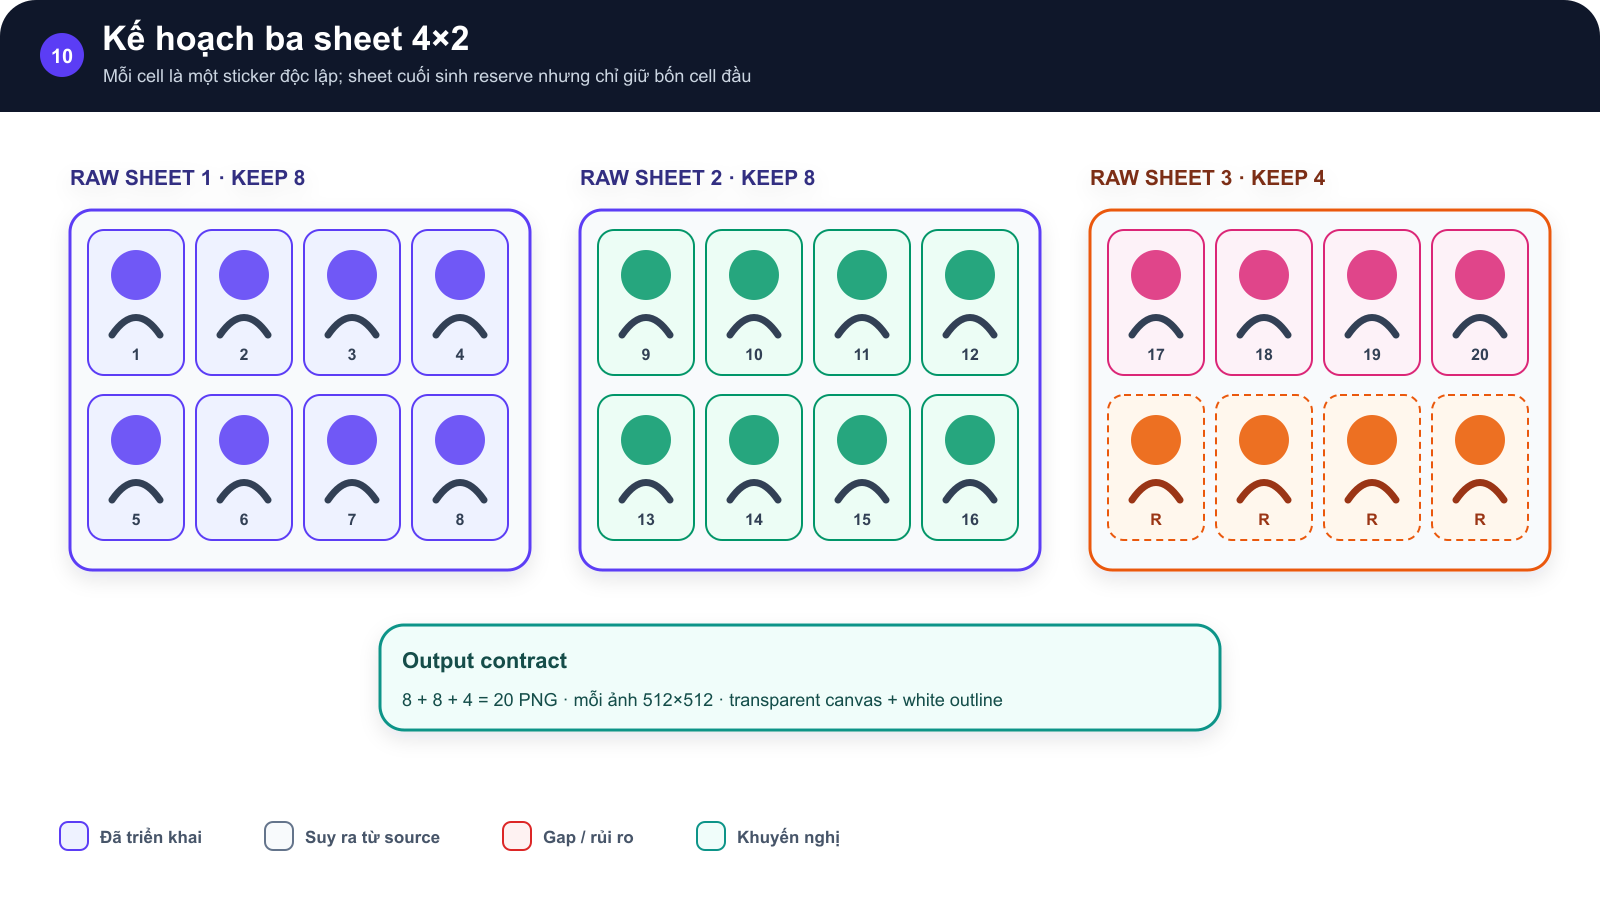 10
Kế hoạch ba sheet 4×2
Mỗi cell là một sticker độc lập; sheet cuối sinh reserve nhưng chỉ giữ bốn cell đầu
RAW SHEET 1 · KEEP 8
1 2 3 4
5 6 7 8
RAW SHEET 2 · KEEP 8
9 10 11 12
13 14 15 16
RAW SHEET 3 · KEEP 4
17 18 19 20
R R R R
Output contract
8 + 8 + 4 = 20 PNG · mỗi ảnh 512×512 · transparent canvas + white outline
Đã triển khai
Suy ra từ source
Gap / rủi ro
Khuyến nghị